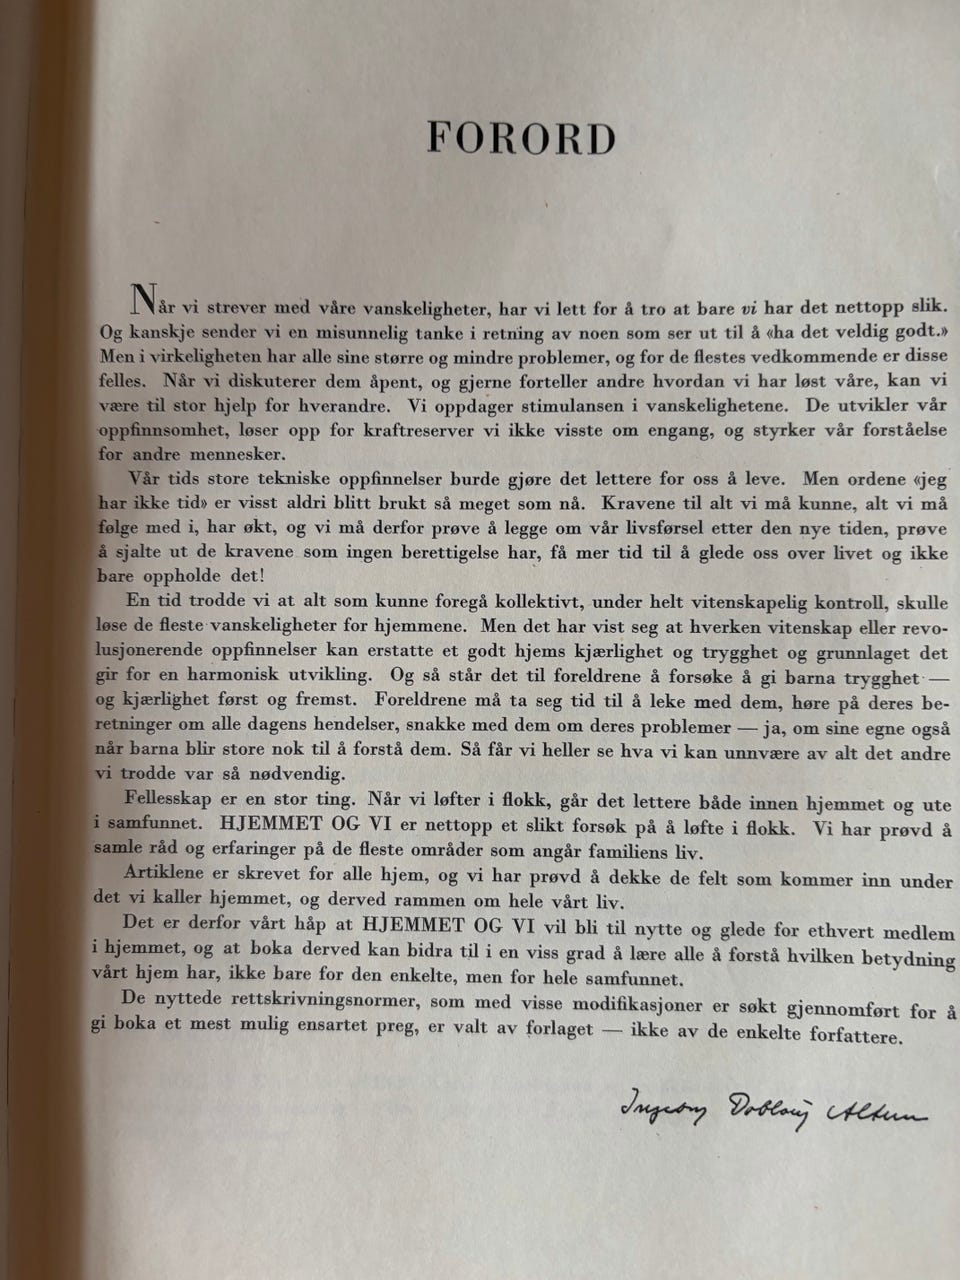 FORORD
Når vi strever med våre vanskeligheter, har vi lett for å tro at bare vi har det nettopp slik.
Og kanskje sender vi en misunnelig tanke i retning av noen som ser ut til å «ha det veldig godt.»
Men i virkeligheten har alle sine større og mindre problemer, og for de flestes vedkommende er disse
felles. Når vi diskuterer dem åpent, og gjerne forteller andre hvordan vi har løst våre, kan vi
være til stor hjelp for hverandre. Vi oppdager stimulansen i vanskelighetene. De utvikler vår
oppfinnsomhet, løser opp for kraftreserver vi ikke visste om engang, og styrker vår forståelse
for andre mennesker.
Vår tids store tekniske oppfinnelser burde gjøre det lettere for oss å leve. Men ordene «jeg
har ikke tid» er visst aldri blitt brukt så meget som nå. Kravene til alt vi må kunne, alt vi må
følge med i, har økt, og vi må derfor prøve å legge om vår livsførsel etter den nye tiden, prøve
å sjalte ut de kravene som ingen berettigelse har, få mer tid til å glede oss over livet og ikke
bare oppholde det!
En tid trodde vi at alt som kunne foregå kollektivt, under helt vitenskapelig kontroll, skulle
løse de fleste vanskeligheter for hjemmene. Men det har vist seg at hverken vitenskap eller revo-
lusjonerende oppfinnelser kan erstatte et godt hjems kjærlighet og trygghet og grunnlaget det
gir for en harmonisk utvikling. Og så står det til foreldrene å forsøke å gi barna trygghet —
og kjærlighet først og fremst. Foreldrene må ta seg tid til å leke med dem, høre på deres be-
retninger om alle dagens hendelser, snakke med dem om deres problemer — ja, om sine egne også
når barna blir store nok til å forstå dem. Så får vi heller se hva vi kan unnvære av alt det andre
vi trodde var så nødvendig.
Fellesskap er en stor ting. Når vi løfter i flokk, går det lettere både innen hjemmet og ute
i samfunnet. HJEMMET OG VI er nettopp et slikt forsøk på å løfte i flokk. Vi har prøvd å
samle råd og erfaringer på de fleste områder som angår familiens liv.
Artiklene er skrevet for alle hjem, og vi har prøvd å dekke de felt som kommer inn under
det vi kaller hjemmet, og derved rammen om hele vårt liv.
Det er derfor vårt håp at HJEMMET OG VI vil bli til nytte og glede for ethvert medlem
i hjemmet, og at boka derved kan bidra til i en viss grad å lære alle å forstå hvilken betydning
vårt hjem har, ikke bare for den enkelte, men for hele samfunnet.
De nyttede rettskrivningsnormer, som med visse modifikasjoner er søkt gjennomført for å
gi boka et mest mulig ensartet preg, er valt av forlaget — ikke av de enkelte forfattere.